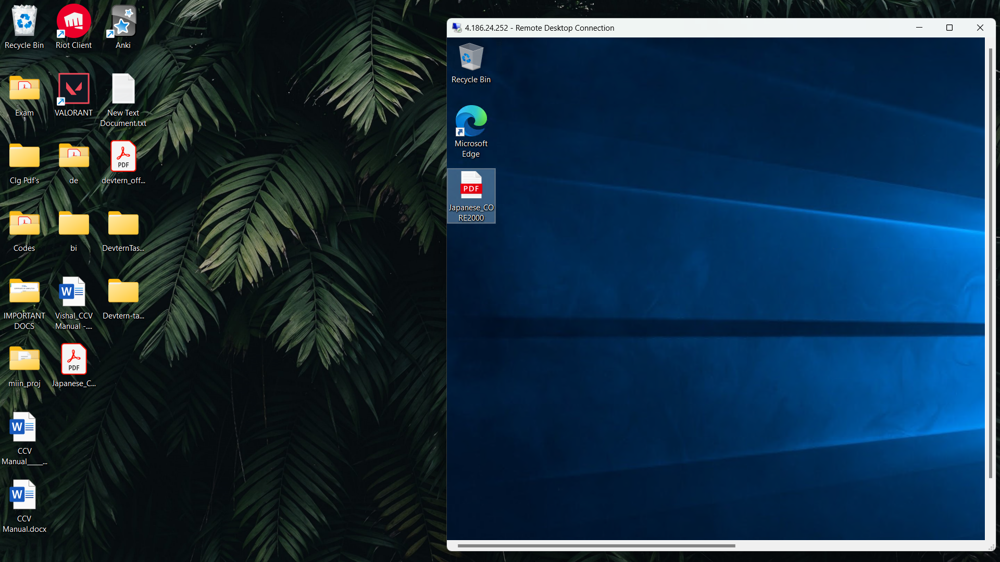 Recycle Bin
Riot Client
Anki
Exam
VALORANT
New Text
Document.txt
Clg Pdf's
de
PDF
devtern_off...
Codes
bi
DevternTas...
IMPORTANT
DOCS
W
Vishal_CCV
Manual -....
Devtern-ta...
miin_proj
PDF
Japanese_C...
W
CCV
Manual____...
W
CCV
Manual.docx
4.186.24.252 - Remote Desktop Connection
Recycle Bin
Microsoft
Edge
PDF
Japanese_CO
RE2000